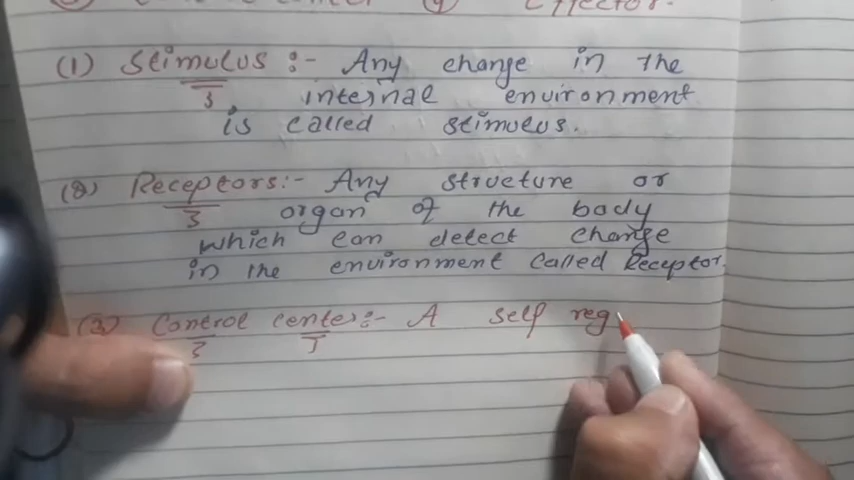 Effector.
(1) Stimulus :- Any change in the
internal environment
is called stimulus.
(2) Receptors:- Any structure or
organ of the body
which can detect change
in the environment called Receptor.
(3) Control center:- A self reg